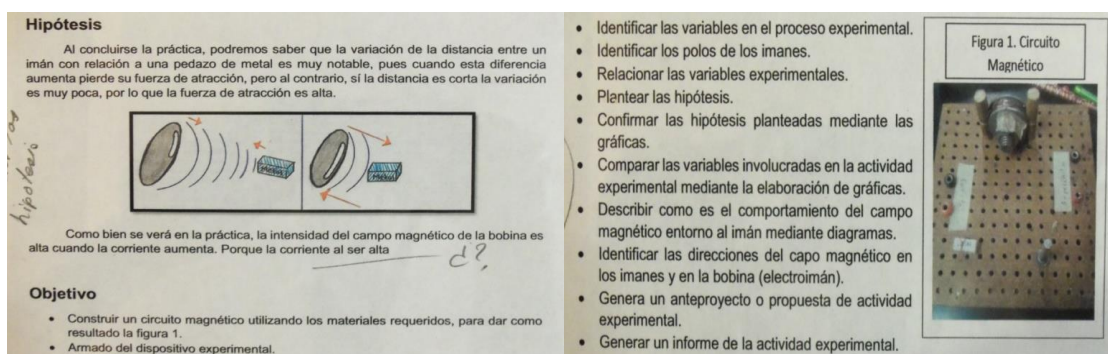 Hipótesis
Al concluirse la práctica, podremos saber que la variación de la distancia entre un
imán con relación a una pedazo de metal es muy notable, pues cuando esta diferencia
aumenta pierde su fuerza de atracción, pero al contrario, sí la distancia es corta la variación
es muy poca, por lo que la fuerza de atracción es alta.
hipótesis
Metal
Metal
Como bien se verá en la práctica, la intensidad del campo magnético de la bobina es
alta cuando la corriente aumenta. Porque la corriente al ser alta
¿?
Objetivo
• Construir un circuito magnético utilizando los materiales requeridos, para dar como
resultado la figura 1.
• Armado del dispositivo experimental.
• Identificar las variables en el proceso experimental.
• Identificar los polos de los imanes.
• Relacionar las variables experimentales.
• Plantear las hipótesis.
• Confirmar las hipótesis planteadas mediante las
gráficas.
• Comparar las variables involucradas en la actividad
experimental mediante la elaboración de gráficas.
• Describir como es el comportamiento del campo
magnético entorno al imán mediante diagramas.
• Identificar las direcciones del capo magnético en
los imanes y en la bobina (electroimán).
• Genera un anteproyecto o propuesta de actividad
experimental.
• Generar un informe de la actividad experimental.
Figura 1. Circuito
Magnético